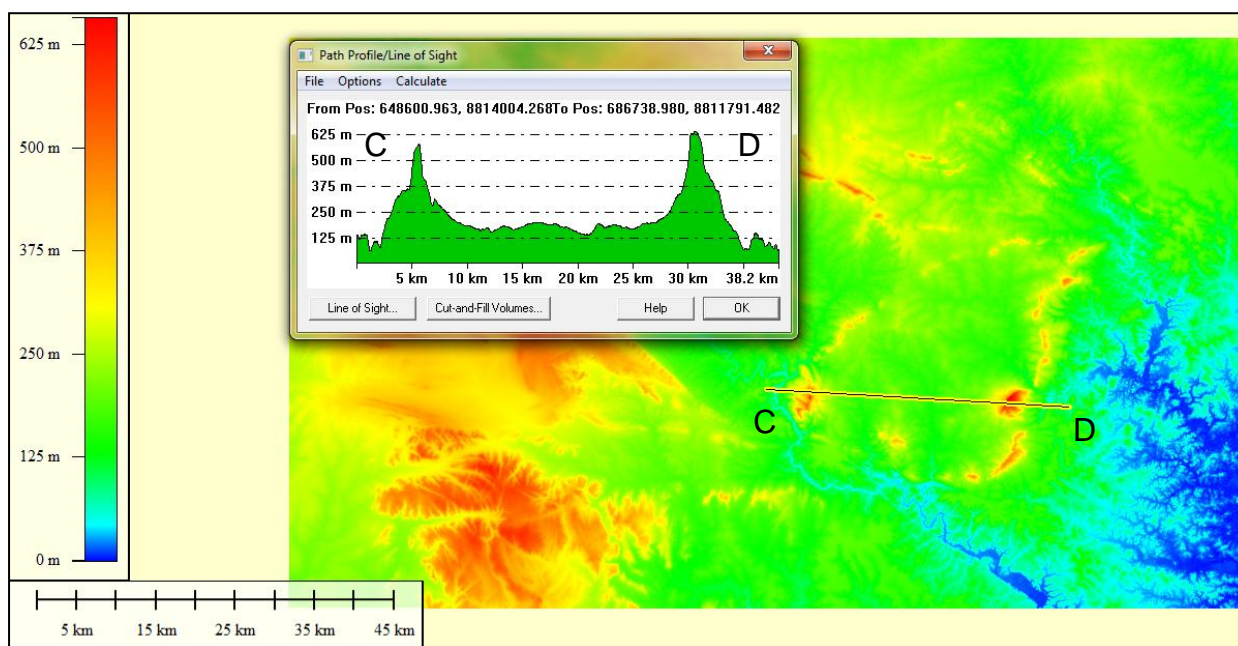 625 m
500 m
375 m
250 m
125 m
0 m
Path Profile/Line of Sight
File Options Calculate
From Pos: 648600.963, 8814004.268To Pos: 686738.980, 8811791.482
C D
625 m
500 m
375 m
250 m
125 m
5 km 10 km 15 km 20 km 25 km 30 km 38.2 km
Line of Sight... Cut-and-Fill Volumes... Help OK
C
D
5 km 15 km 25 km 35 km 45 km